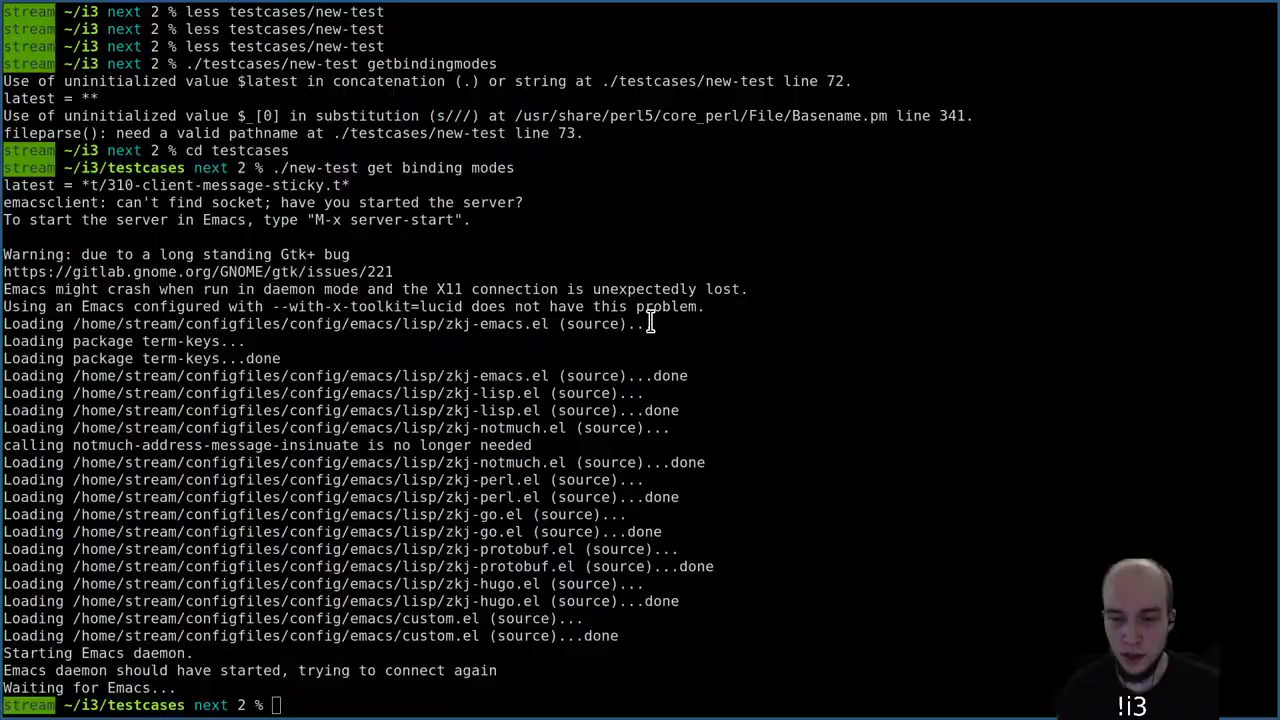 stream ~/i3 next 2 % less testcases/new-test
stream ~/i3 next 2 % less testcases/new-test
stream ~/i3 next 2 % less testcases/new-test
stream ~/i3 next 2 % ./testcases/new-test getbindingmodes
Use of uninitialized value $latest in concatenation (.) or string at ./testcases/new-test line 72.
latest = **
Use of uninitialized value $_[0] in substitution (s///) at /usr/share/perl5/core_perl/File/Basename.pm line 341.
fileparse(): need a valid pathname at ./testcases/new-test line 73.
stream ~/i3 next 2 % cd testcases
stream ~/i3/testcases next 2 % ./new-test get binding modes
latest = *t/310-client-message-sticky.t*
emacsclient: can't find socket; have you started the server?
To start the server in Emacs, type "M-x server-start".
Warning: due to a long standing Gtk+ bug
https://gitlab.gnome.org/GNOME/gtk/issues/221
Emacs might crash when run in daemon mode and the X11 connection is unexpectedly lost.
Using an Emacs configured with --with-x-toolkit=lucid does not have this problem.
Loading /home/stream/configfiles/config/emacs/lisp/zkj-emacs.el (source)...
Loading package term-keys...
Loading package term-keys...done
Loading /home/stream/configfiles/config/emacs/lisp/zkj-emacs.el (source)...done
Loading /home/stream/configfiles/config/emacs/lisp/zkj-lisp.el (source)...
Loading /home/stream/configfiles/config/emacs/lisp/zkj-lisp.el (source)...done
Loading /home/stream/configfiles/config/emacs/lisp/zkj-notmuch.el (source)...
calling notmuch-address-message-insinuate is no longer needed
Loading /home/stream/configfiles/config/emacs/lisp/zkj-notmuch.el (source)...done
Loading /home/stream/configfiles/config/emacs/lisp/zkj-perl.el (source)...
Loading /home/stream/configfiles/config/emacs/lisp/zkj-perl.el (source)...done
Loading /home/stream/configfiles/config/emacs/lisp/zkj-go.el (source)...
Loading /home/stream/configfiles/config/emacs/lisp/zkj-go.el (source)...done
Loading /home/stream/configfiles/config/emacs/lisp/zkj-protobuf.el (source)...
Loading /home/stream/configfiles/config/emacs/lisp/zkj-protobuf.el (source)...done
Loading /home/stream/configfiles/config/emacs/lisp/zkj-hugo.el (source)...
Loading /home/stream/configfiles/config/emacs/lisp/zkj-hugo.el (source)...done
Loading /home/stream/configfiles/config/emacs/custom.el (source)...
Loading /home/stream/configfiles/config/emacs/custom.el (source)...done
Starting Emacs daemon.
Emacs daemon should have started, trying to connect again
Waiting for Emacs...
stream ~/i3/testcases next 2 %
!i3